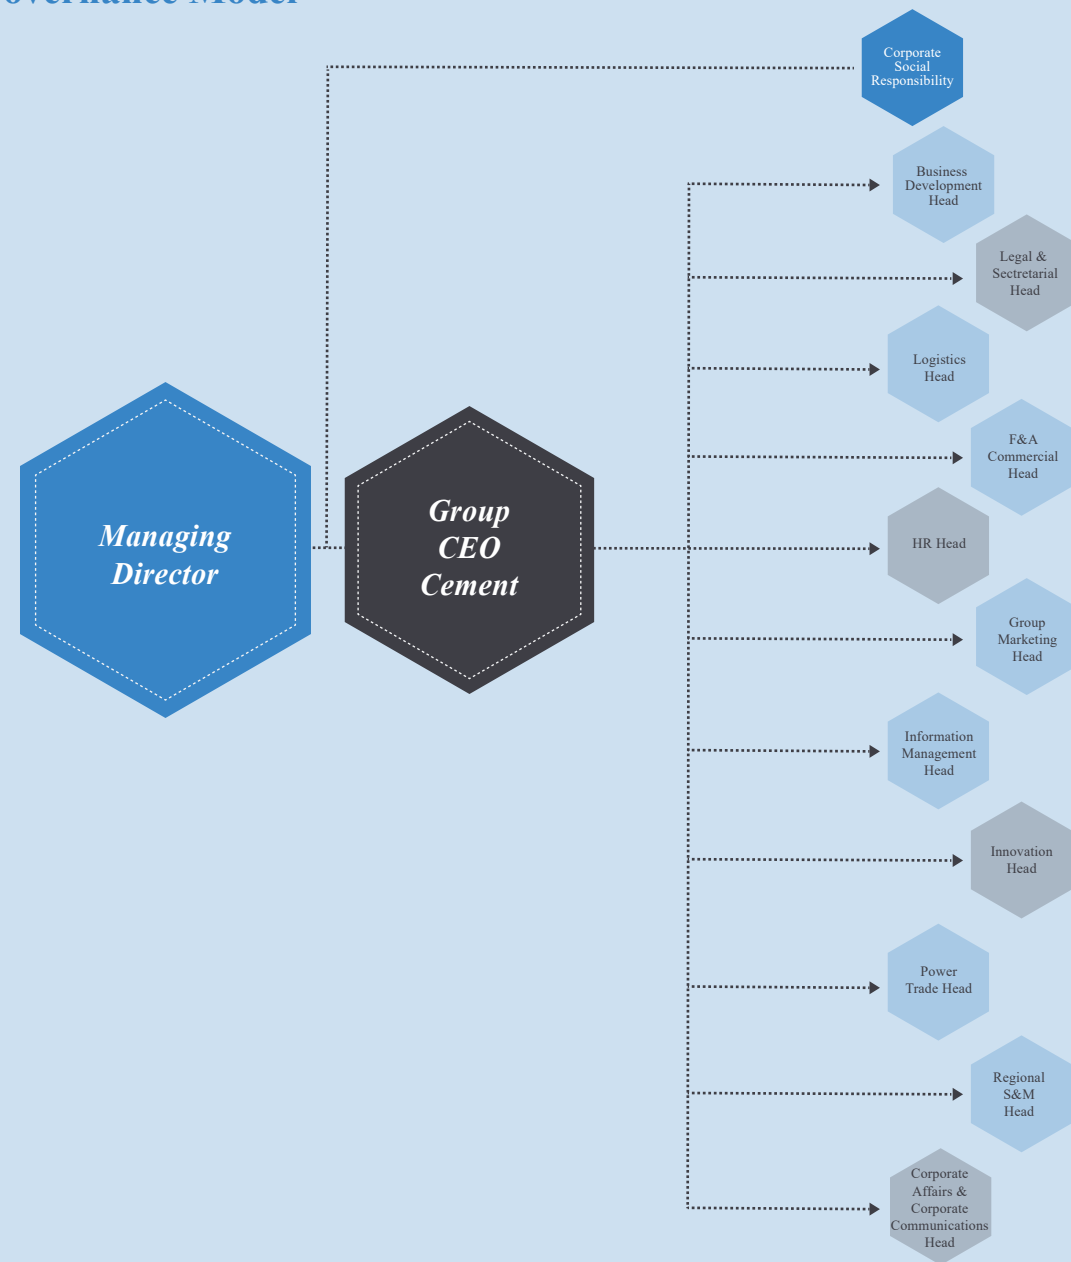 overnance Model
Corporate
Social
Responsibility
Business
Development
Head
Legal &
Sectretarial
Head
Logistics
Head
F&A
Commercial
Head
Managing
Director
Group
CEO
Cement
HR Head
Group
Marketing
Head
Information
Management
Head
Innovation
Head
Power
Trade Head
Regional
S&M
Head
Corporate
Affairs &
Corporate
Communications
Head